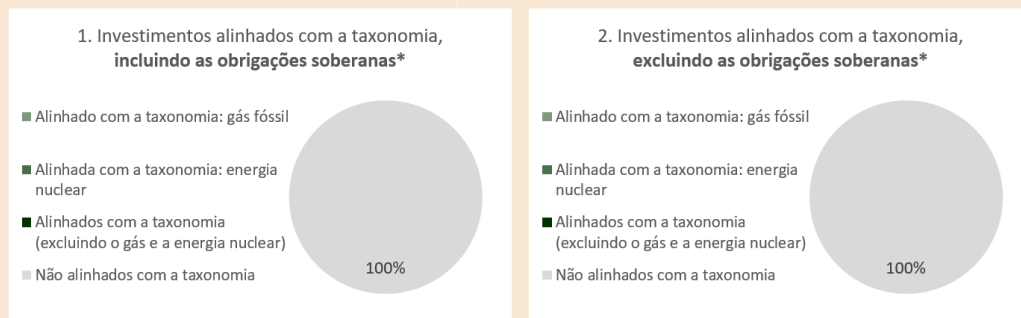 1. Investimentos alinhados com a taxonomia,
incluindo as obrigações soberanas*
Alinhado com a taxonomia: gás fóssil
Alinhada com a taxonomia: energia
nuclear
Alinhados com a taxonomia
(excluindo o gás e a energia nuclear)
Não alinhados com a taxonomia
100%
2. Investimentos alinhados com a taxonomia,
excluindo as obrigações soberanas*
Alinhado com a taxonomia: gás fóssil
Alinhada com a taxonomia: energia
nuclear
Alinhados com a taxonomia
(excluindo o gás e a energia nuclear)
Não alinhados com a taxonomia
100%